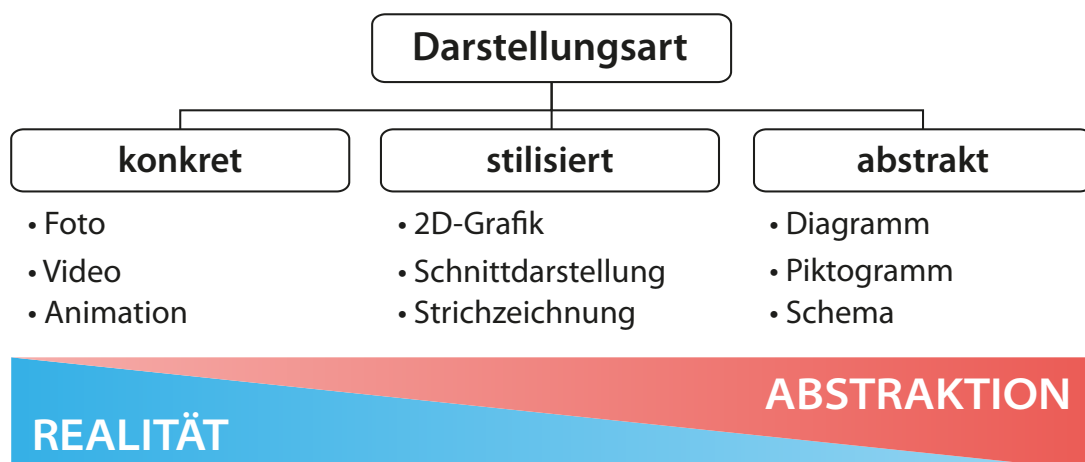 Darstellungsart
konkret
• Foto
• Video
• Animation
stilisiert
• 2D-Grafik
• Schnittdarstellung
• Strichzeichnung
abstrakt
• Diagramm
• Piktogramm
• Schema
REALITÄT
ABSTRAKTION